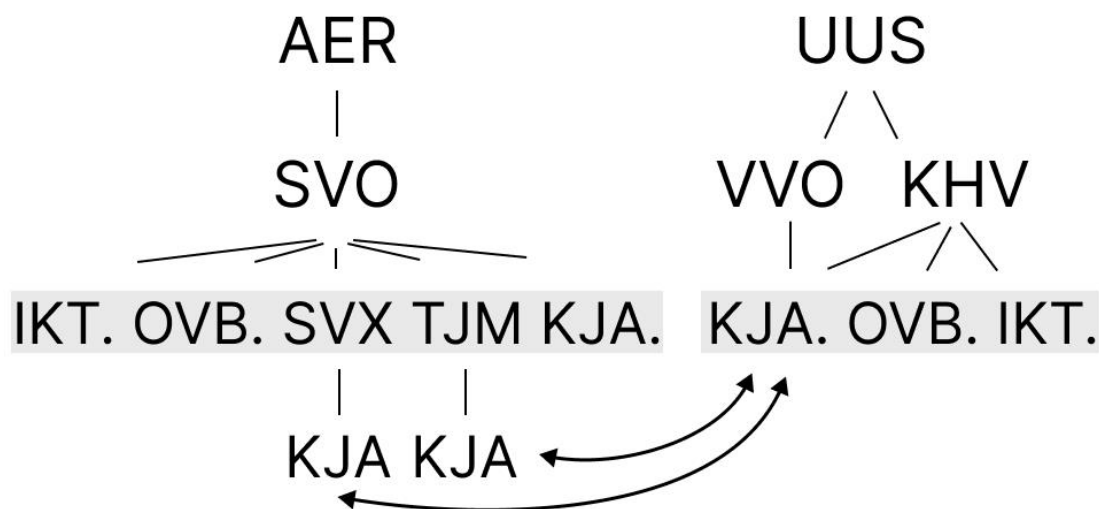 AER UUS
SVO VVO KHV
IKT. OVB. SVX TJM KJA. KJA. OVB. IKT.
KJA KJA